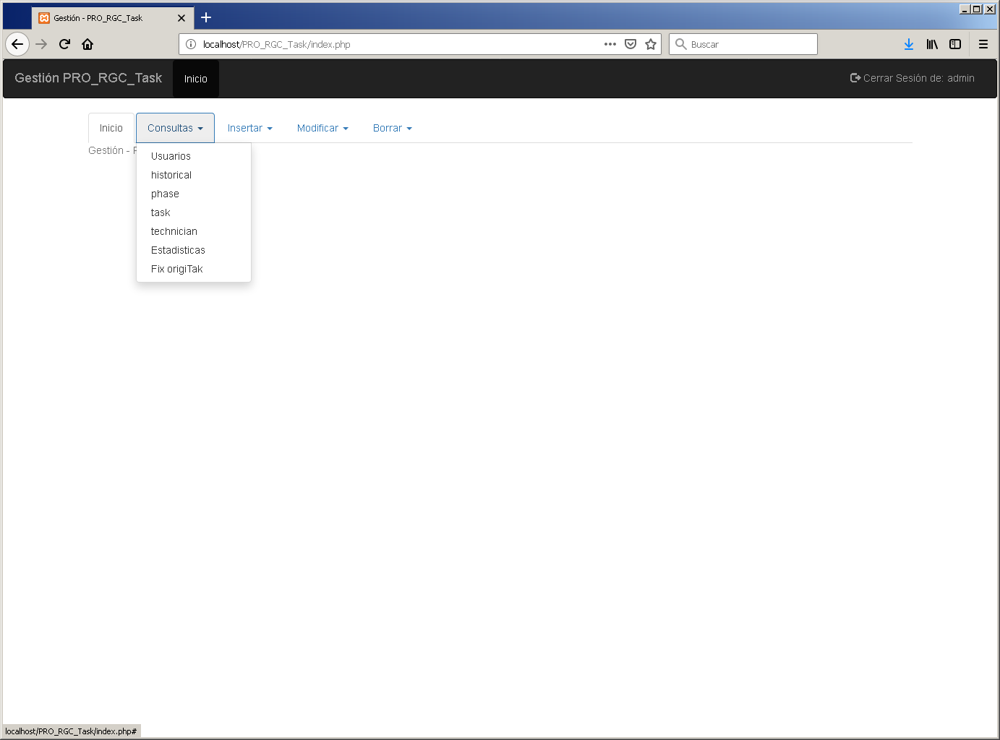 Gestión - PRO_RGC_Task
localhost/PRO_RGC_Task/index.php
Buscar
Gestión PRO_RGC_Task Inicio Cerrar Sesión de: admin
Inicio Consultas Insertar Modificar Borrar
Gestión -
Usuarios
historical
phase
task
technician
Estadisticas
Fix origiTak
localhost/PRO_RGC_Task/index.php#